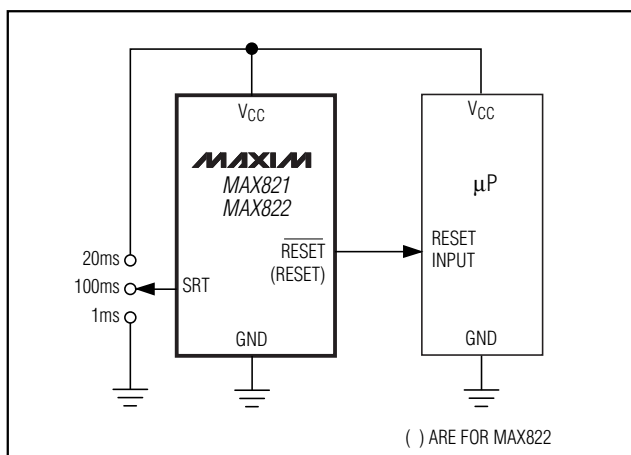 VCC
MAXIM
MAX821
MAX822
RESET
(RESET)
SRT
GND
20ms
100ms
1ms
VCC
μP
RESET
INPUT
GND
( ) ARE FOR MAX822